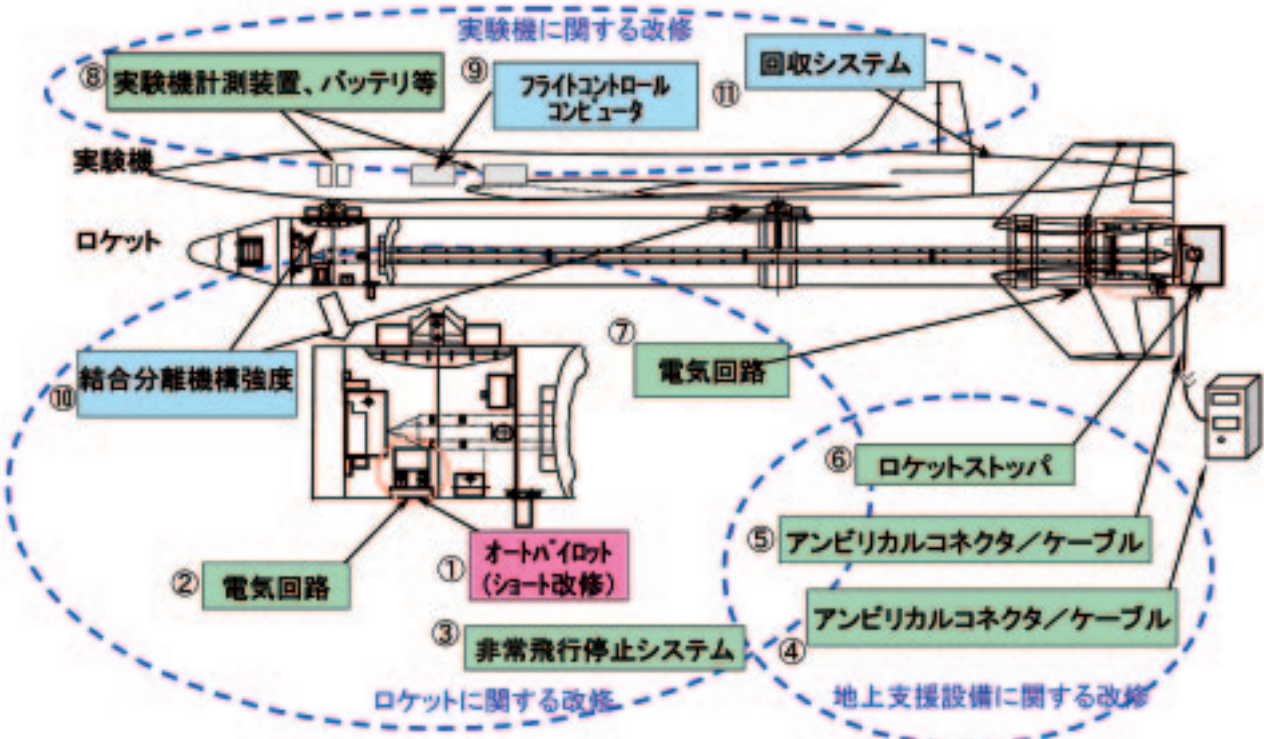 実験機に関する改修
⑧
実験機計測装置、バッテリ等
⑨
フライトコントロール
コンピュータ
⑪
回収システム
実験機
ロケット
⑩
結合分離機構強度
⑦
電気回路
⑥
ロケットストッパ
⑤
アンビリカルコネクタ／ケーブル
④
アンビリカルコネクタ／ケーブル
②
電気回路
①
オートパイロット
(ショート改修)
③
非常飛行停止システム
ロケットに関する改修
地上支援設備に関する改修